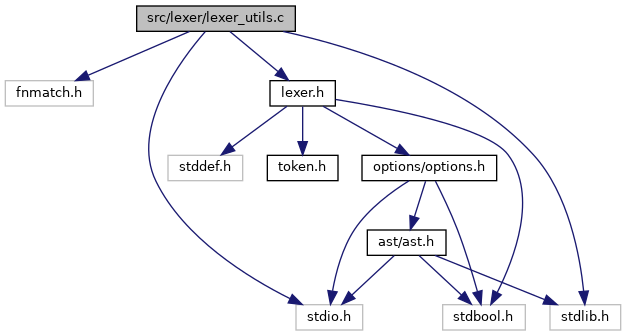 src/lexer/lexer_utils.c
fnmatch.h
lexer.h
stddef.h
token.h
options/options.h
ast/ast.h
stdio.h
stdbool.h
stdlib.h